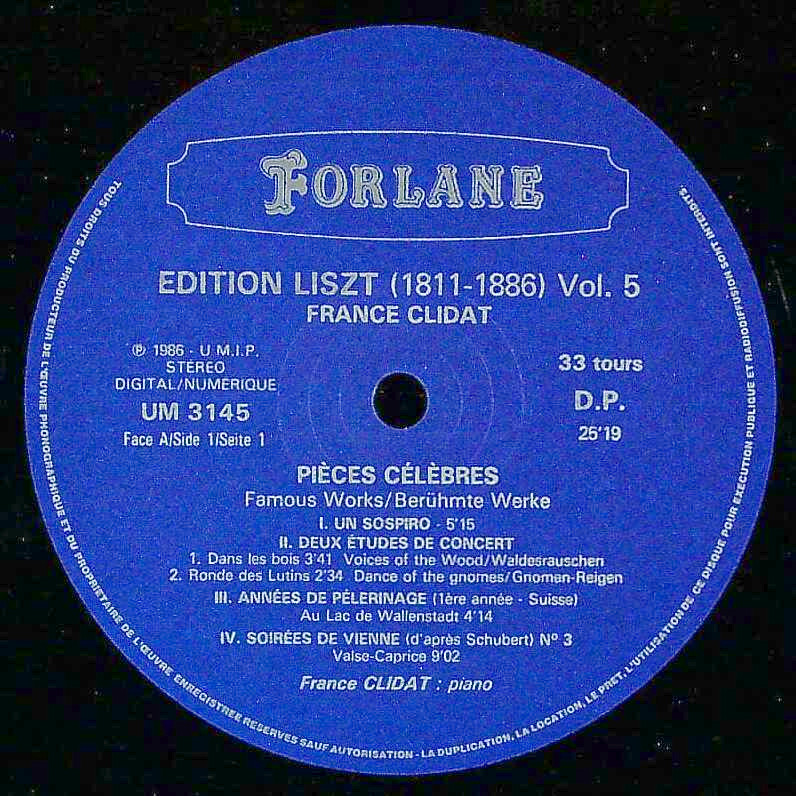 FORLANE
EDITION LISZT (1811-1886) Vol. 5
FRANCE CLIDAT
℗ 1986 - U M.I.P.
STÉRÉO
DIGITAL/NUMERIQUE
UM 3145
Face A/Side 1/Seite 1
33 tours
D.P.
26'19
PIÈCES CÉLÈBRES
Famous Works/Berühmte Werke
I. UN SOSPIRO - 5'15
II. DEUX ÉTUDES DE CONCERT
1. Dans les bois 3'41 Voices of the Wood/Waldesrauschen
2. Ronde des Lutins 2'34 Dance of the gnomes/Gnomen-Reigen
III. ANNÉES DE PÉLERINAGE (1ère année - Suisse)
Au Lac de Wallenstadt 4'14
IV. SOIRÉES DE VIENNE (d'après Schubert) Nº 3
Valse-Caprice 9'02
France CLIDAT : piano
TOUS DROITS DU PRODUCTEUR DE L'ŒUVRE PHONOGRAPHIQUE ET DU PROPRIETAIRE DE L'ŒUVRE ENREGISTREE RESERVES SAUF AUTORISATION - LA DUPLICATION, LA LOCATION, LE PRET, L'UTILISATION DE CE DISQUE POUR EXECUTION PUBLIQUE ET RADIODIFFUSION SONT INTERDITS